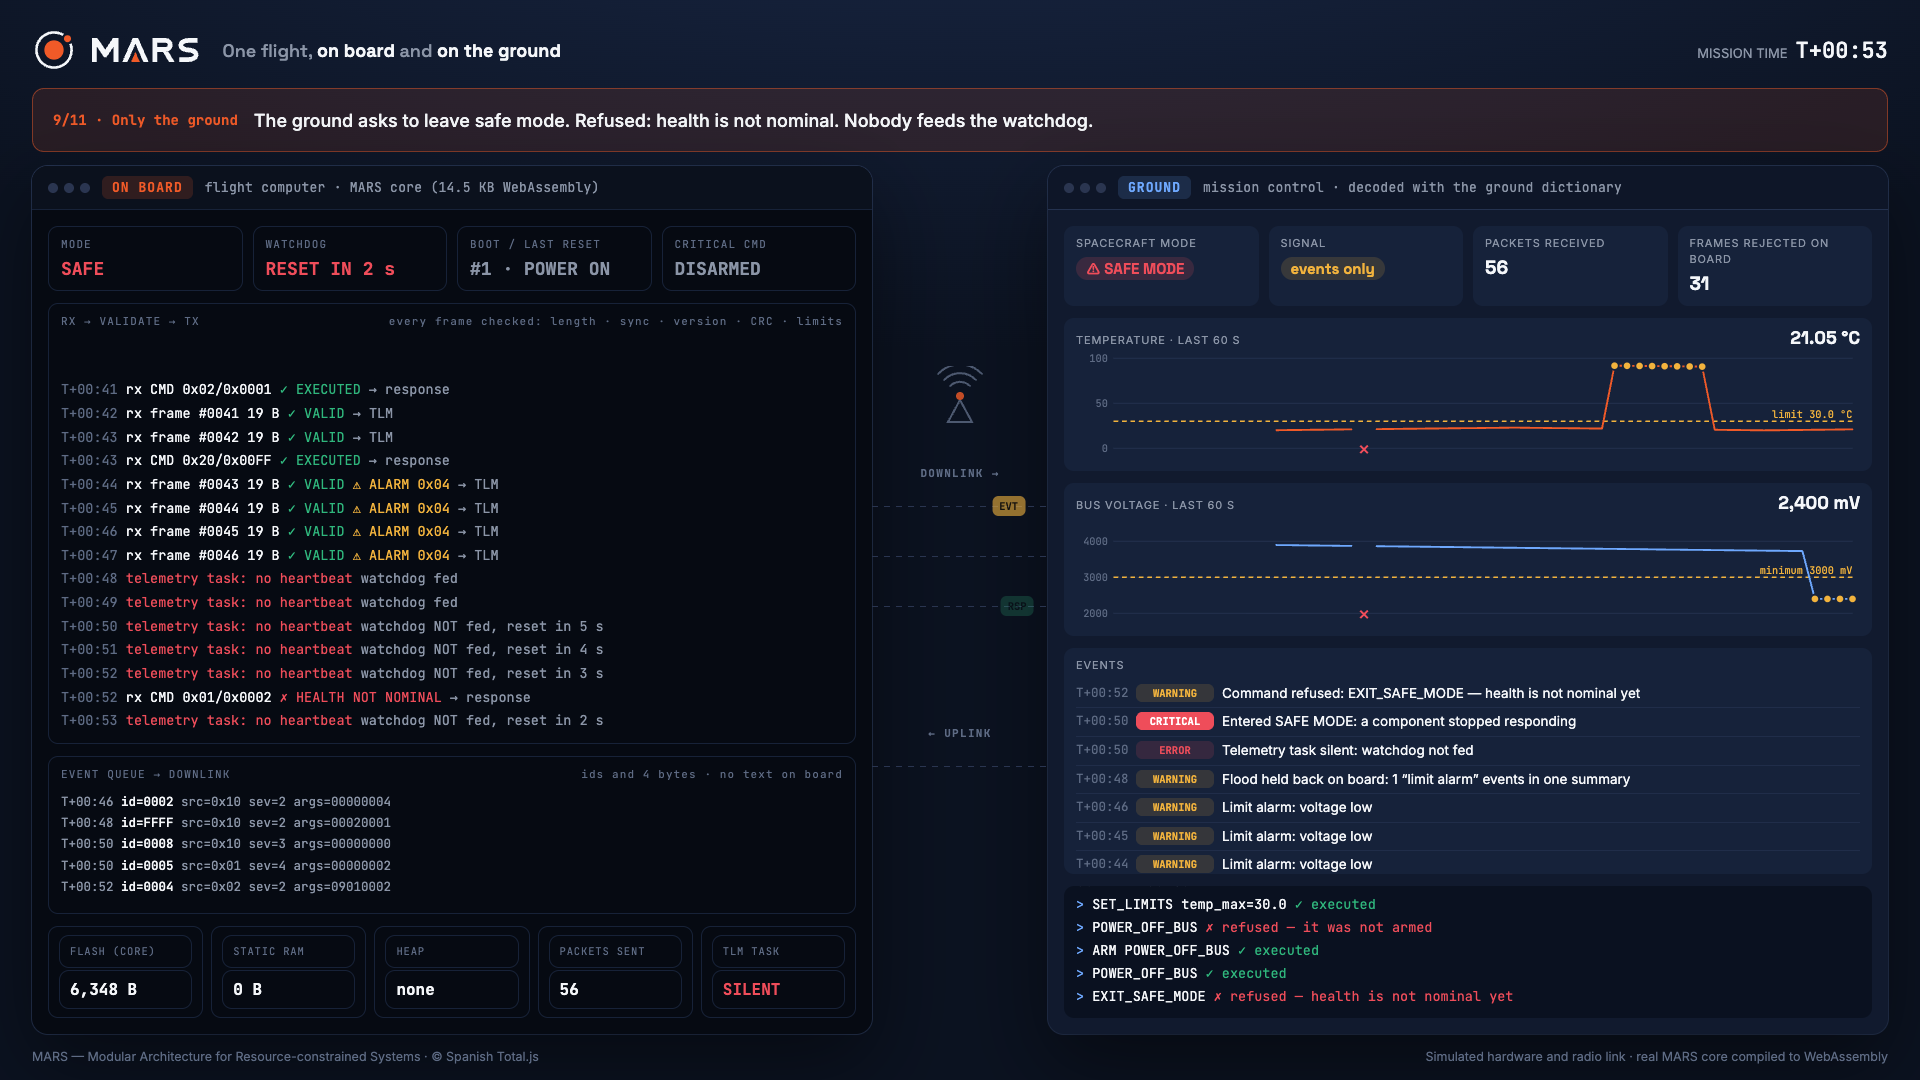 MARS
One flight, on board and on the ground
MISSION TIME T+00:53
9/11 · Only the ground The ground asks to leave safe mode. Refused: health is not nominal. Nobody feeds the watchdog.
ON BOARD flight computer · MARS core (14.5 KB WebAssembly)
MODE
SAFE
WATCHDOG
RESET IN 2 s
BOOT / LAST RESET
#1 · POWER ON
CRITICAL CMD
DISARMED
RX → VALIDATE → TX every frame checked: length · sync · version · CRC · limits
T+00:41 rx CMD 0x02/0x0001 ✓ EXECUTED → response
T+00:42 rx frame #0041 19 B ✓ VALID → TLM
T+00:43 rx frame #0042 19 B ✓ VALID → TLM
T+00:43 rx CMD 0x20/0x00FF ✓ EXECUTED → response
T+00:44 rx frame #0043 19 B ✓ VALID ⚠ ALARM 0x04 → TLM
T+00:45 rx frame #0044 19 B ✓ VALID ⚠ ALARM 0x04 → TLM
T+00:46 rx frame #0045 19 B ✓ VALID ⚠ ALARM 0x04 → TLM
T+00:47 rx frame #0046 19 B ✓ VALID ⚠ ALARM 0x04 → TLM
T+00:48 telemetry task: no heartbeat watchdog fed
T+00:49 telemetry task: no heartbeat watchdog fed
T+00:50 telemetry task: no heartbeat watchdog NOT fed, reset in 5 s
T+00:51 telemetry task: no heartbeat watchdog NOT fed, reset in 4 s
T+00:52 telemetry task: no heartbeat watchdog NOT fed, reset in 3 s
T+00:52 rx CMD 0x01/0x0002 ✗ HEALTH NOT NOMINAL → response
T+00:53 telemetry task: no heartbeat watchdog NOT fed, reset in 2 s
EVENT QUEUE → DOWNLINK ids and 4 bytes · no text on board
T+00:46 id=0002 src=0x10 sev=2 args=00000004
T+00:48 id=FFFF src=0x10 sev=2 args=00020001
T+00:50 id=0008 src=0x10 sev=3 args=00000000
T+00:50 id=0005 src=0x01 sev=4 args=00000002
T+00:52 id=0004 src=0x02 sev=2 args=09010002
FLASH (CORE)
6,348 B
STATIC RAM
0 B
HEAP
none
PACKETS SENT
56
TLM TASK
SILENT
DOWNLINK →
EVT
RSP
← UPLINK
GROUND mission control · decoded with the ground dictionary
SPACECRAFT MODE
⚠ SAFE MODE
SIGNAL
events only
PACKETS RECEIVED
56
FRAMES REJECTED ON
BOARD
31
TEMPERATURE · LAST 60 S 21.05 °C
100
50
limit 30.0 °C
0
BUS VOLTAGE · LAST 60 S 2,400 mV
4000
minimum 3000 mV
3000
2000
EVENTS
T+00:52 WARNING Command refused: EXIT_SAFE_MODE — health is not nominal yet
T+00:50 CRITICAL Entered SAFE MODE: a component stopped responding
T+00:50 ERROR Telemetry task silent: watchdog not fed
T+00:48 WARNING Flood held back on board: 1 “limit alarm” events in one summary
T+00:46 WARNING Limit alarm: voltage low
T+00:45 WARNING Limit alarm: voltage low
T+00:44 WARNING Limit alarm: voltage low
> SET_LIMITS temp_max=30.0 ✓ executed
> POWER_OFF_BUS ✗ refused — it was not armed
> ARM POWER_OFF_BUS ✓ executed
> POWER_OFF_BUS ✓ executed
> EXIT_SAFE_MODE ✗ refused — health is not nominal yet
MARS — Modular Architecture for Resource-constrained Systems · © Spanish Total.js
Simulated hardware and radio link · real MARS core compiled to WebAssembly